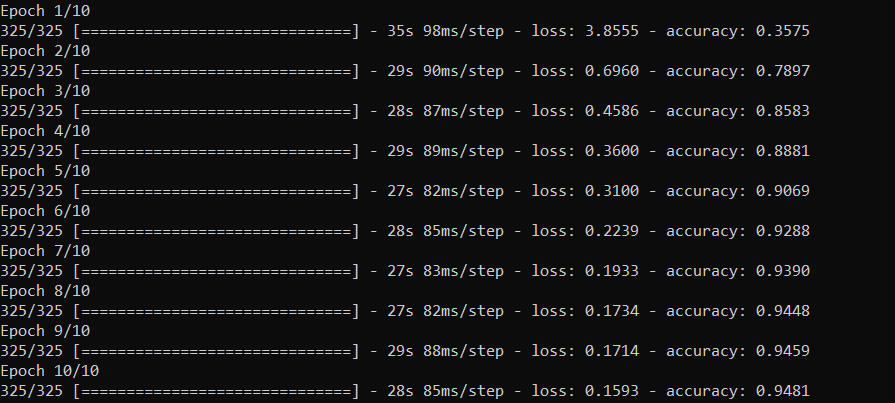 Epoch 1/10
325/325 [==============================] - 35s 98ms/step - loss: 3.8555 - accuracy: 0.3575
Epoch 2/10
325/325 [==============================] - 29s 90ms/step - loss: 0.6960 - accuracy: 0.7897
Epoch 3/10
325/325 [==============================] - 28s 87ms/step - loss: 0.4586 - accuracy: 0.8583
Epoch 4/10
325/325 [==============================] - 29s 89ms/step - loss: 0.3600 - accuracy: 0.8881
Epoch 5/10
325/325 [==============================] - 27s 82ms/step - loss: 0.3100 - accuracy: 0.9069
Epoch 6/10
325/325 [==============================] - 28s 85ms/step - loss: 0.2239 - accuracy: 0.9288
Epoch 7/10
325/325 [==============================] - 27s 83ms/step - loss: 0.1933 - accuracy: 0.9390
Epoch 8/10
325/325 [==============================] - 27s 82ms/step - loss: 0.1734 - accuracy: 0.9448
Epoch 9/10
325/325 [==============================] - 29s 88ms/step - loss: 0.1714 - accuracy: 0.9459
Epoch 10/10
325/325 [==============================] - 28s 85ms/step - loss: 0.1593 - accuracy: 0.9481